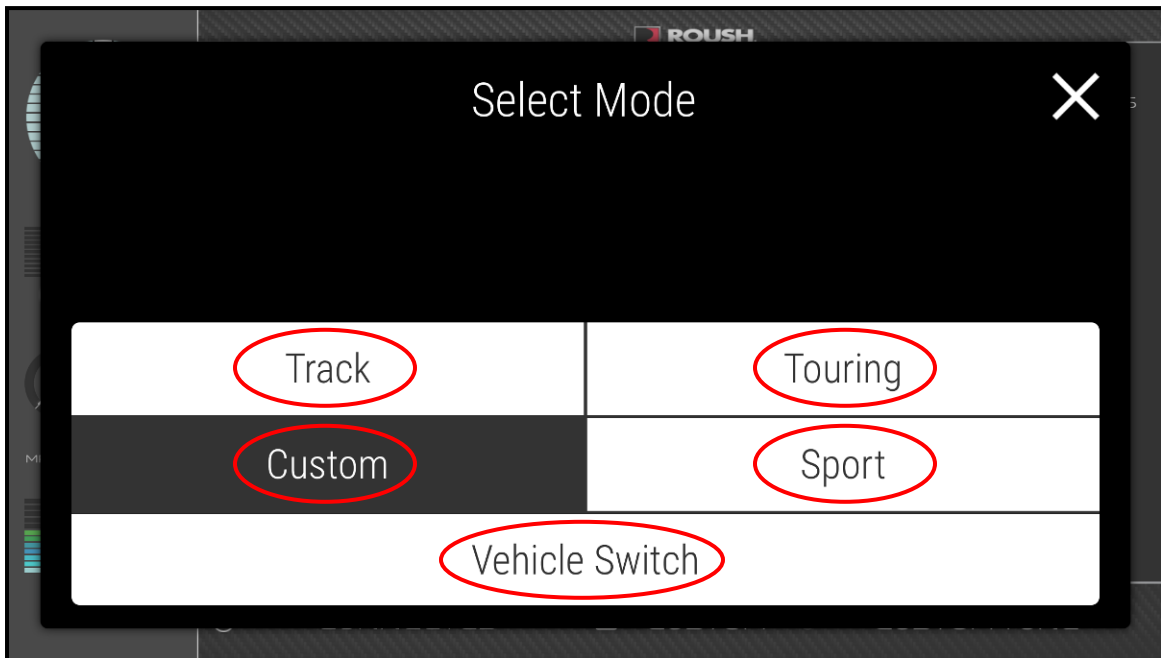 ROUSH
Select Mode
Track
Touring
Custom
Sport
Vehicle Switch